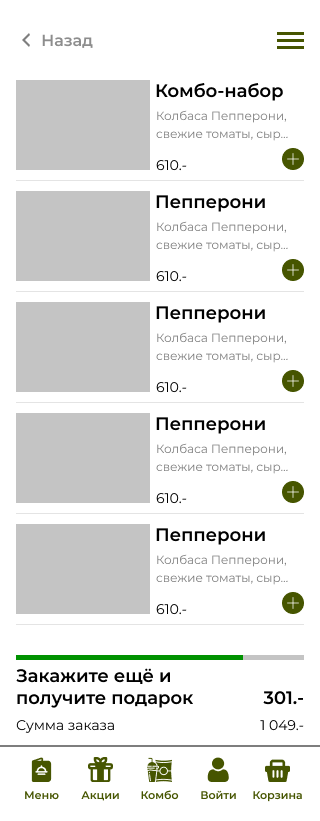 Назад
Комбо-набор
Колбаса Пепперони,
свежие томаты, сыр...
610.-
Пепперони
Колбаса Пепперони,
свежие томаты, сыр...
610.-
Пепперони
Колбаса Пепперони,
свежие томаты, сыр...
610.-
Пепперони
Колбаса Пепперони,
свежие томаты, сыр...
610.-
Пепперони
Колбаса Пепперони,
свежие томаты, сыр...
610.-
Закажите ещё и
получите подарок 301.-
Сумма заказа 1 049.-
Меню Акции Комбо Войти Корзина